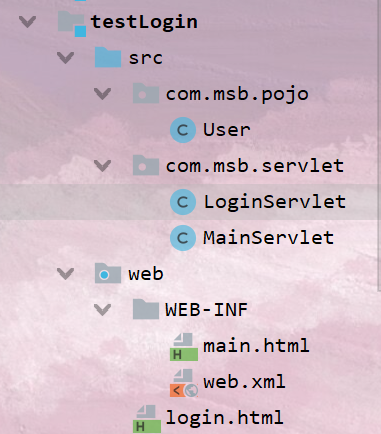 testLogin
src
com.msb.pojo
C User
com.msb.servlet
C LoginServlet
C MainServlet
web
WEB-INF
H main.html
< web.xml
H login.html